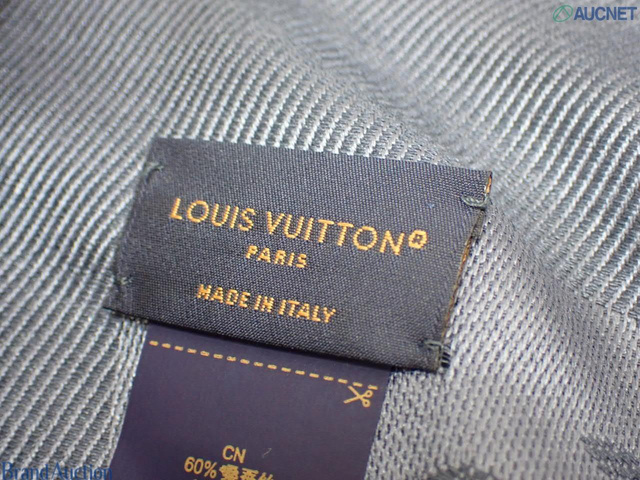 AUCNET
LOUIS VUITTON
PARIS
MADE IN ITALY
CN
60%
Brand Auction